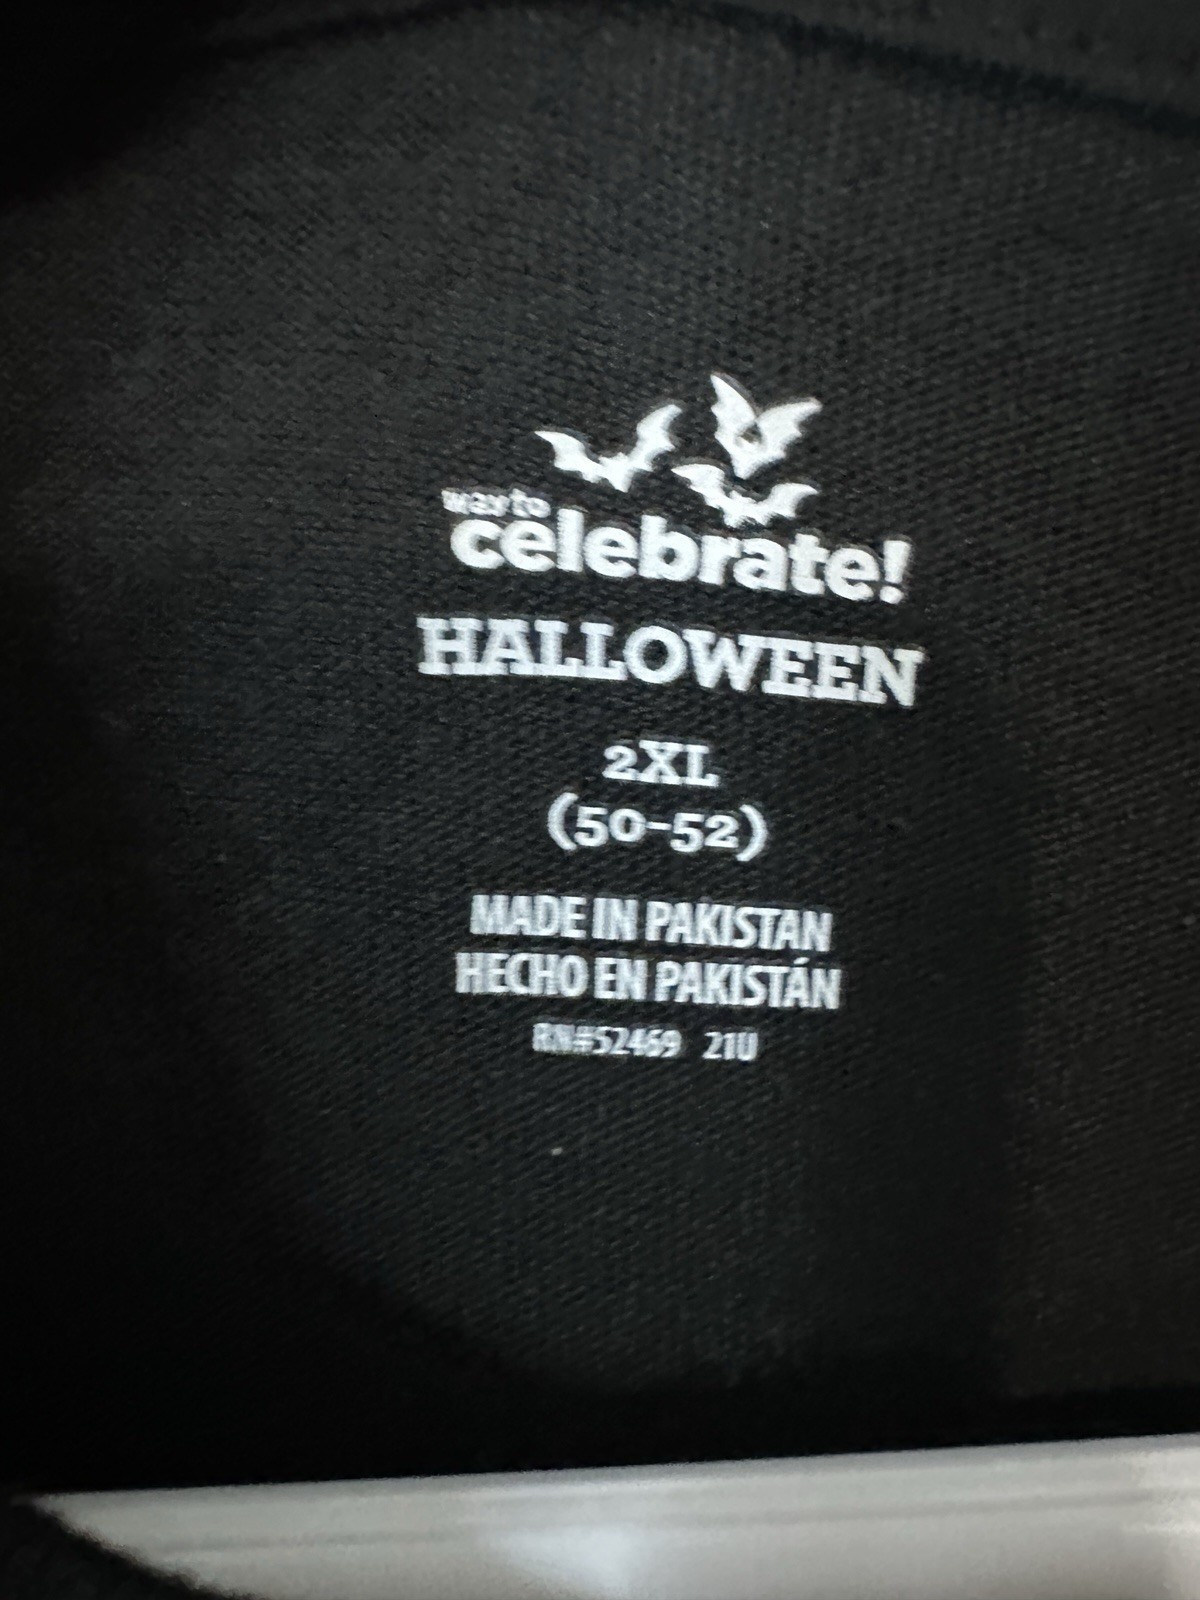 way to
celebrate!
HALLOWEEN
2XL
(50-52)
MADE IN PAKISTAN
HECHO EN PAKISTÁN
RN#52469 21U